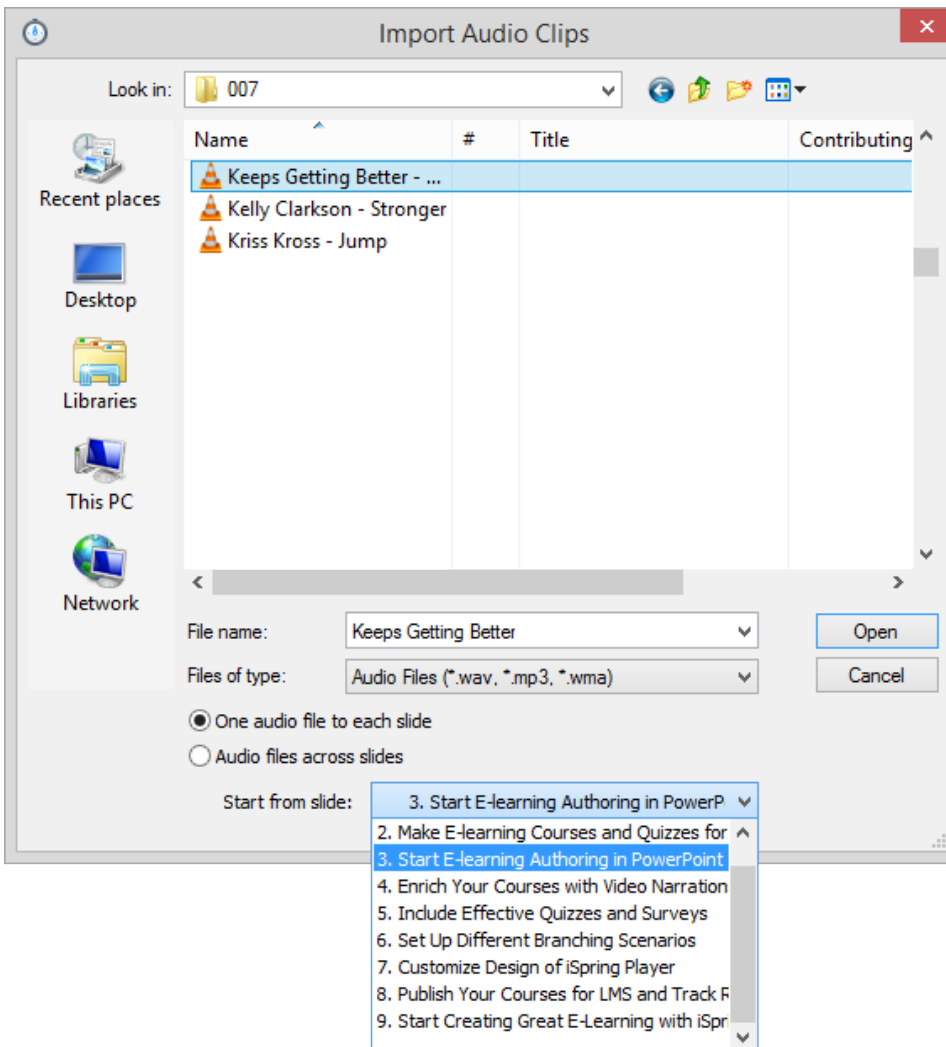 Import Audio Clips
Look in: 007
Name # Title Contributing
Keeps Getting Better - ...
Kelly Clarkson - Stronger
Kriss Kross - Jump
Recent places
Desktop
Libraries
This PC
Network
File name: Keeps Getting Better Open
Files of type: Audio Files (*.wav, *.mp3, *.wma) Cancel
One audio file to each slide
Audio files across slides
Start from slide: 3. Start E-learning Authoring in PowerP
2. Make E-learning Courses and Quizzes for
3. Start E-learning Authoring in PowerPoint
4. Enrich Your Courses with Video Narration
5. Include Effective Quizzes and Surveys
6. Set Up Different Branching Scenarios
7. Customize Design of iSpring Player
8. Publish Your Courses for LMS and Track R
9. Start Creating Great E-Learning with iSpri